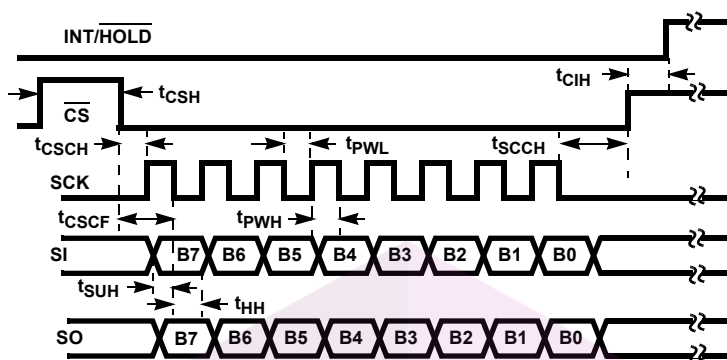 INT/HOLD
tCIH
CS
tCSH
tCSCH
tPWL
tSCCH
SCK
tCSCF
tPWH
SI B7 B6 B5 B4 B3 B2 B1 B0
tSUH
tHH
SO B7 B6 B5 B4 B3 B2 B1 B0